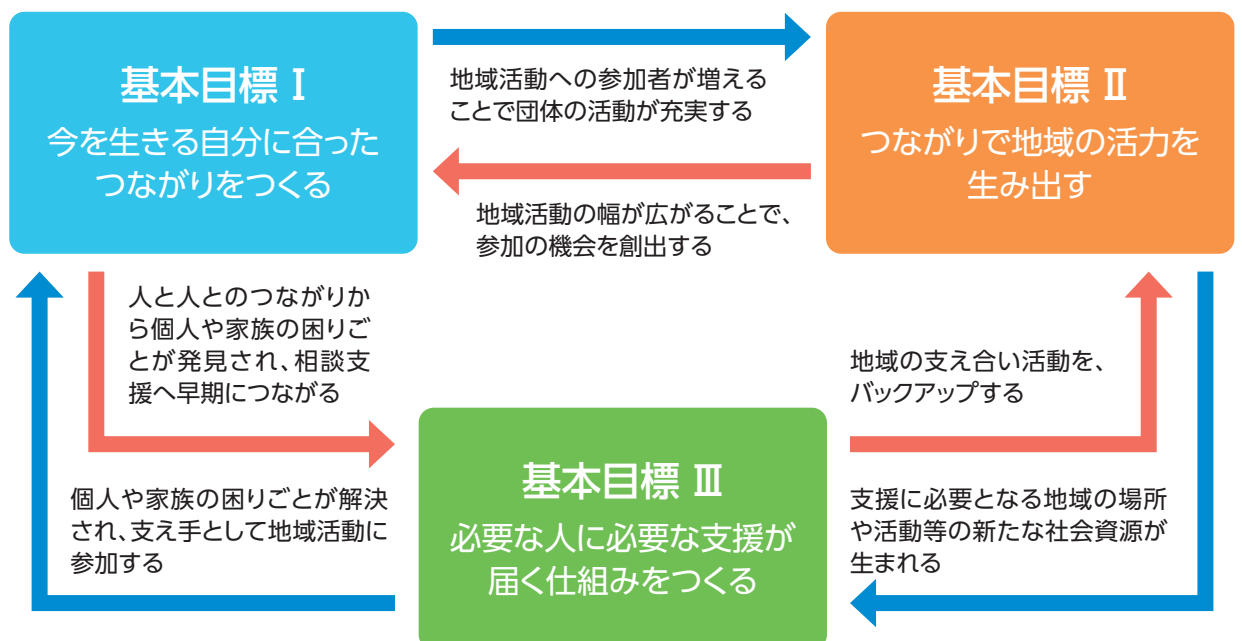 基本目標 Ⅰ
今を生きる自分に合った
つながりをつくる
地域活動への参加者が増える
ことで団体の活動が充実する
地域活動の幅が広がることで、
参加の機会を創出する
基本目標 Ⅱ
つながりで地域の活力を
生み出す
人と人とのつながりか
ら個人や家族の困りご
とが発見され、相談支
援へ早期につながる
個人や家族の困りごとが解決
され、支え手として地域活動に
参加する
基本目標 Ⅲ
必要な人に必要な支援が
届く仕組みをつくる
地域の支え合い活動を、
バックアップする
支援に必要となる地域の場所
や活動等の新たな社会資源が
生まれる